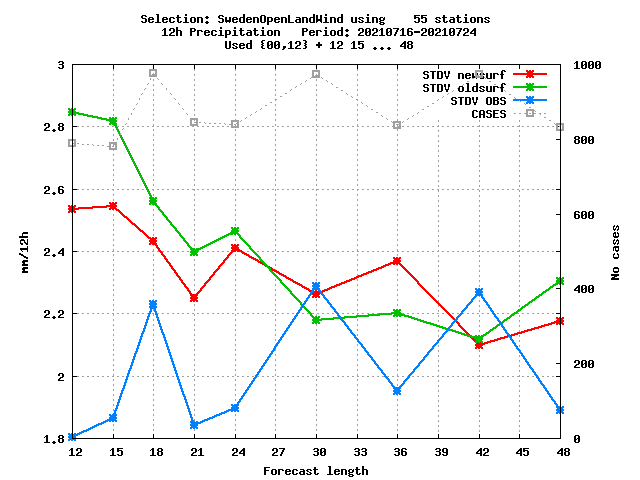 Selection: SwedenOpenLandWind using    55 stations
12h Precipitation   Period: 20210716-20210724
Used {00,12} + 12 15 ... 48
3
2.8
2.6
2.4
2.2
2
1.8
mm/12h
1000
800
600
400
200
0
No cases
STDV newsurf
STDV oldsurf
STDV OBS
CASES
12 15 18 21 24 27 30 33 36 39 42 45 48
Forecast length